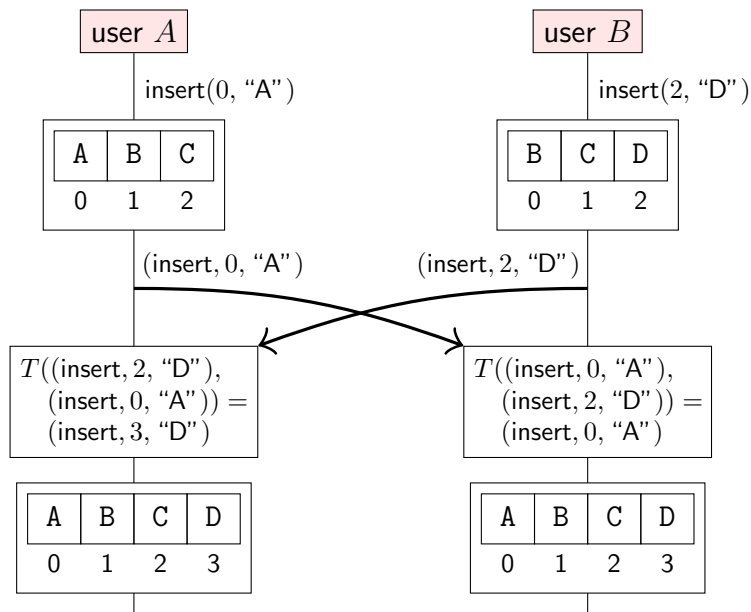 user A
user B
insert(0, “A”)
insert(2, “D”)
A B C
0 1 2
B C D
0 1 2
(insert, 0, “A”)
(insert, 2, “D”)
T((insert, 2, “D”),
(insert, 0, “A”)) =
(insert, 3, “D”)
T((insert, 0, “A”),
(insert, 2, “D”)) =
(insert, 0, “A”)
A B C D
0 1 2 3
A B C D
0 1 2 3